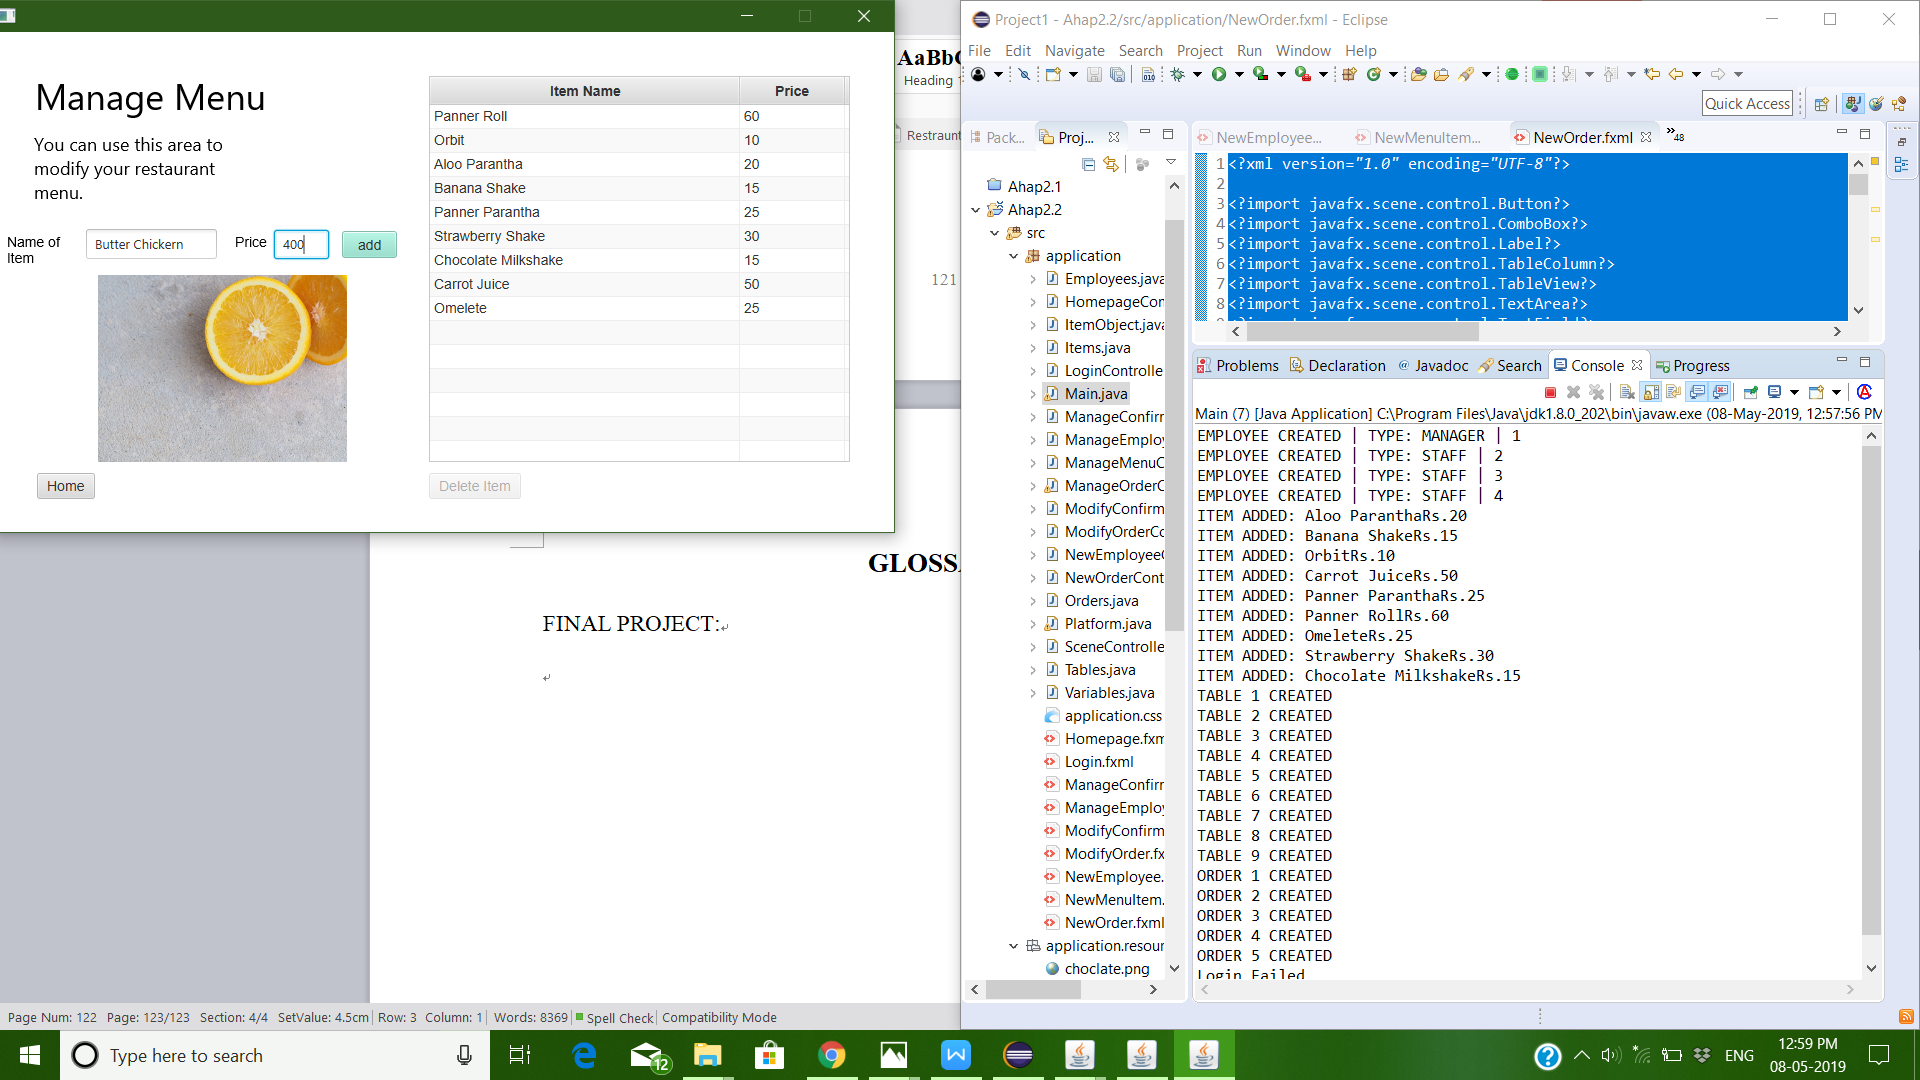 Manage Menu
You can use this area to
modify your restaurant
menu.
Name of
Item
Butter Chickern
Price
400
add
Home
Item Name Price
Panner Roll 60
Orbit 10
Aloo Parantha 20
Banana Shake 15
Panner Parantha 25
Strawberry Shake 30
Chocolate Milkshake 15
Carrot Juice 50
Omelete 25
Delete Item
AaBbC
Heading
Restraunt
121
GLOSSA
FINAL PROJECT:
Page Num: 122 Page: 123/123 Section: 4/4 SetValue: 4.5cm Row: 3 Column: 1 Words: 8369 Spell Check Compatibility Mode
Project1 - Ahap2.2/src/application/NewOrder.fxml - Eclipse
File Edit Navigate Search Project Run Window Help
Quick Access
Pack... Proj...
Ahap2.1
Ahap2.2
src
application
Employees.java
HomepageCon
ItemObject.java
Items.java
LoginControlle
Main.java
ManageConfirm
ManageEmploy
ManageMenuC
ManageOrderC
ModifyConfirm
ModifyOrderCo
NewEmployeeC
NewOrderCont
Orders.java
Platform.java
SceneControlle
Tables.java
Variables.java
application.css
Homepage.fxm
Login.fxml
ManageConfirm
ManageEmploy
ModifyConfirm
ModifyOrder.fx
NewEmployee.
NewMenuItem.
NewOrder.fxml
application.resour
choclate.png
NewEmployee... NewMenuItem... NewOrder.fxml »48
1 <?xml version="1.0" encoding="UTF-8"?>
2
3 <?import javafx.scene.control.Button?>
4 <?import javafx.scene.control.ComboBox?>
5 <?import javafx.scene.control.Label?>
6 <?import javafx.scene.control.TableColumn?>
7 <?import javafx.scene.control.TableView?>
8 <?import javafx.scene.control.TextArea?>
9 <?import javafx.scene.control.TextField?>
Problems Declaration @ Javadoc Search Console Progress
Main (7) [Java Application] C:\Program Files\Java\jdk1.8.0_202\bin\javaw.exe (08-May-2019, 12:57:56 PM
EMPLOYEE CREATED | TYPE: MANAGER | 1
EMPLOYEE CREATED | TYPE: STAFF | 2
EMPLOYEE CREATED | TYPE: STAFF | 3
EMPLOYEE CREATED | TYPE: STAFF | 4
ITEM ADDED: Aloo ParanthaRs.20
ITEM ADDED: Banana ShakeRs.15
ITEM ADDED: OrbitRs.10
ITEM ADDED: Carrot JuiceRs.50
ITEM ADDED: Panner ParanthaRs.25
ITEM ADDED: Panner RollRs.60
ITEM ADDED: OmeleteRs.25
ITEM ADDED: Strawberry ShakeRs.30
ITEM ADDED: Chocolate MilkshakeRs.15
TABLE 1 CREATED
TABLE 2 CREATED
TABLE 3 CREATED
TABLE 4 CREATED
TABLE 5 CREATED
TABLE 6 CREATED
TABLE 7 CREATED
TABLE 8 CREATED
TABLE 9 CREATED
ORDER 1 CREATED
ORDER 2 CREATED
ORDER 3 CREATED
ORDER 4 CREATED
ORDER 5 CREATED
Login Failed
Type here to search
12
ENG
12:59 PM
08-05-2019